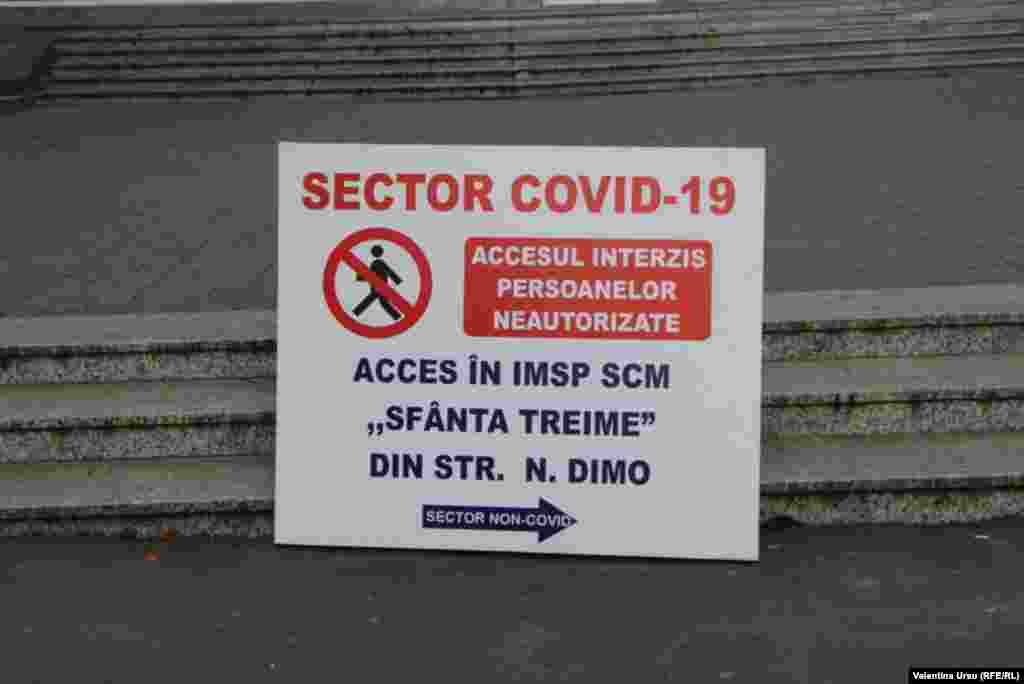 SECTOR COVID-19
ACCESUL INTERZIS
PERSOANELOR
NEAUTORIZATE
ACCES ÎN IMSP SCM
„SFÂNTA TREIME”
DIN STR. N. DIMO
SECTOR NON-COVID
Valentina Ursu (RFE/RL)